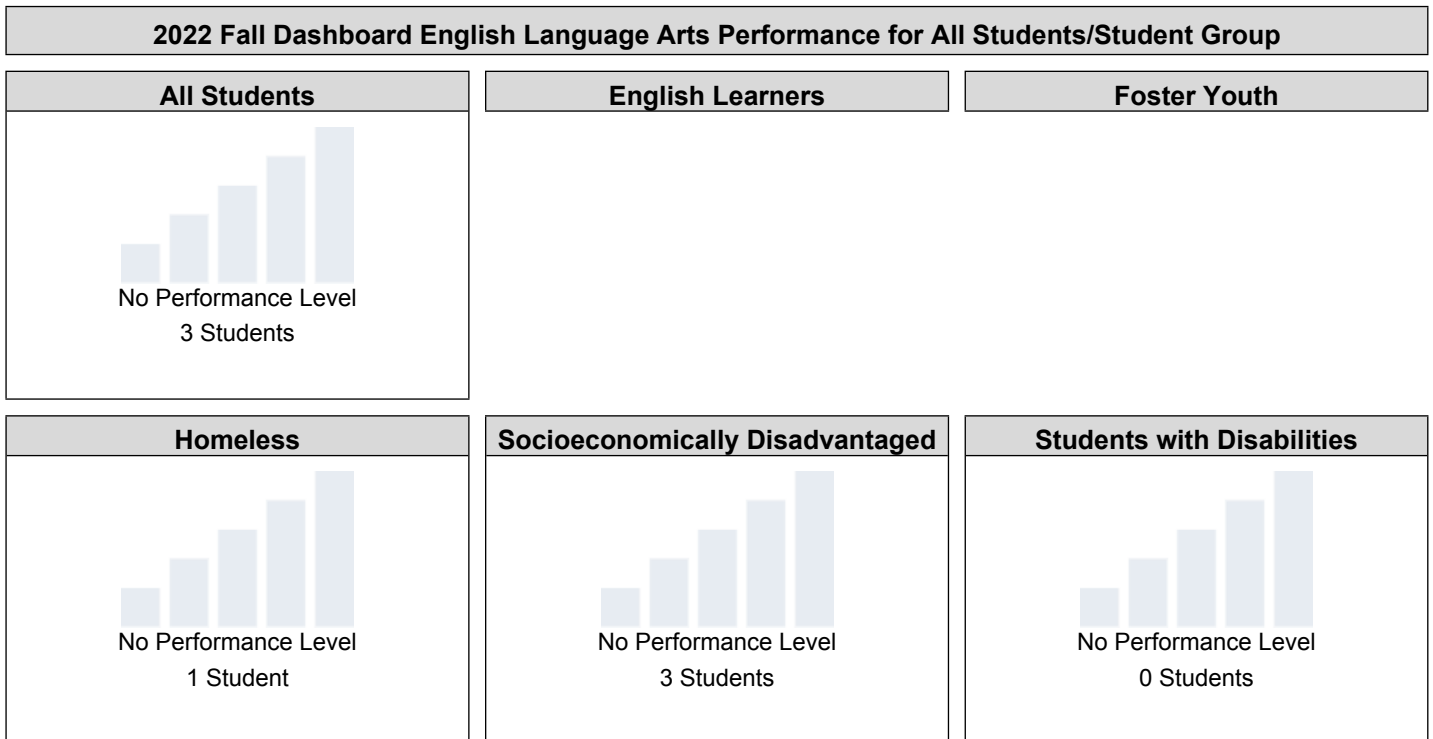 2022 Fall Dashboard English Language Arts Performance for All Students/Student Group
All Students
English Learners
Foster Youth
No Performance Level
3 Students
Homeless
Socioeconomically Disadvantaged
Students with Disabilities
No Performance Level
1 Student
No Performance Level
3 Students
No Performance Level
0 Students